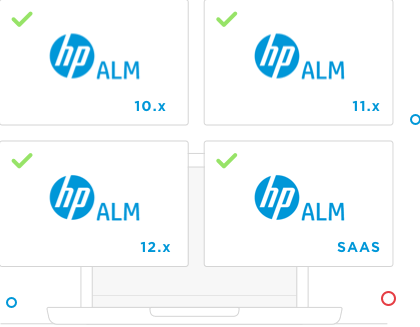 hp ALM
10.x
hp ALM
11.x
hp ALM
12.x
hp ALM
SAAS